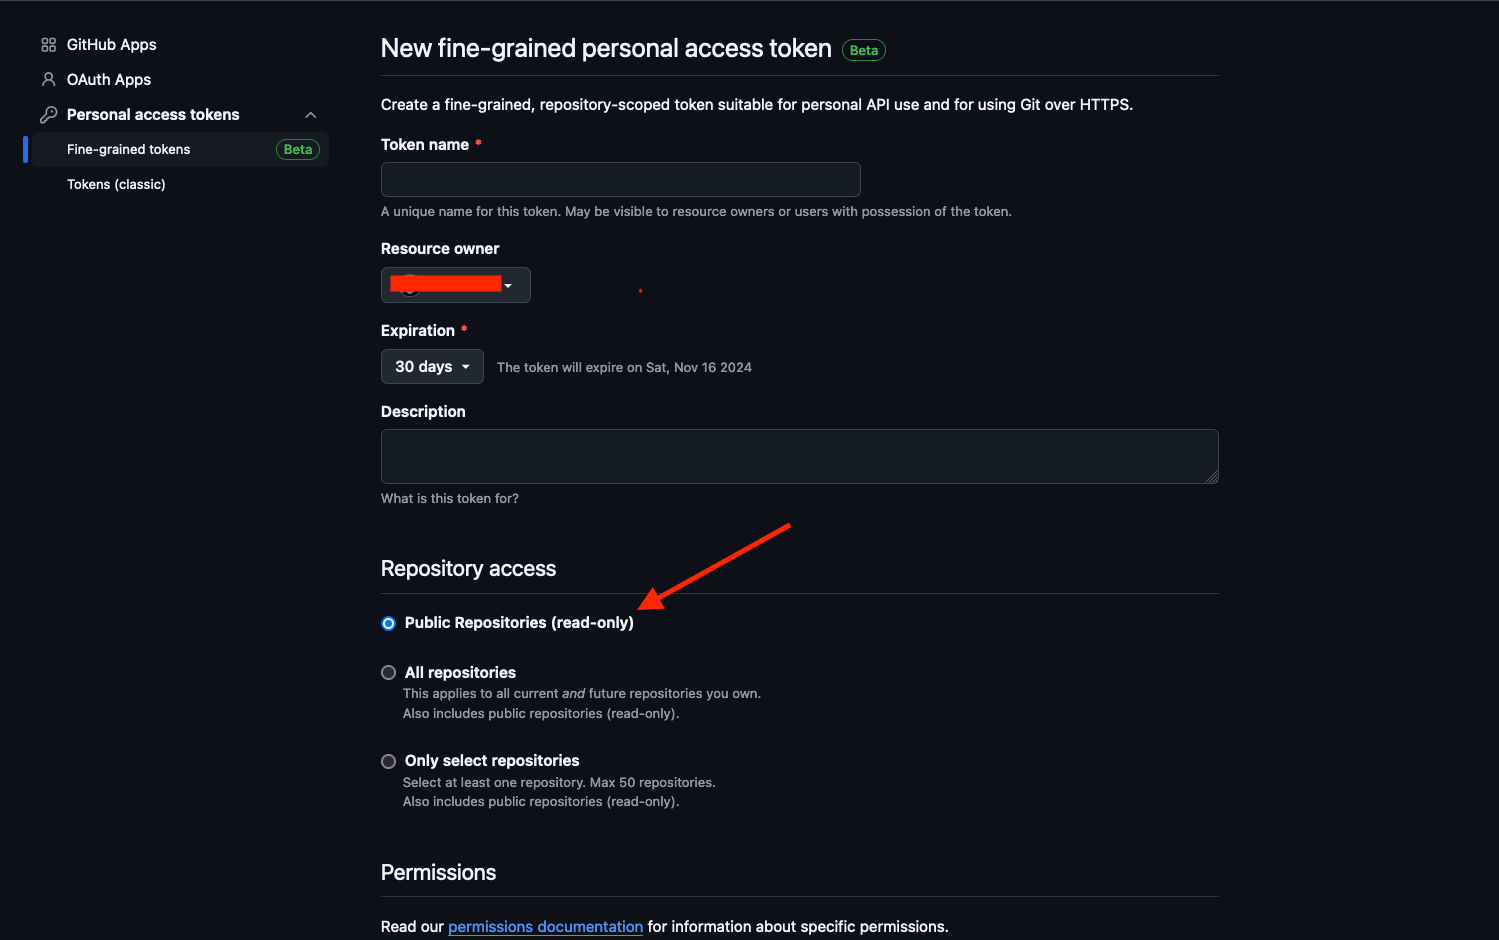 GitHub Apps
OAuth Apps
Personal access tokens
Fine-grained tokens Beta
Tokens (classic)
New fine-grained personal access token Beta
Create a fine-grained, repository-scoped token suitable for personal API use and for using Git over HTTPS.
Token name *
A unique name for this token. May be visible to resource owners or users with possession of the token.
Resource owner
Expiration *
30 days The token will expire on Sat, Nov 16 2024
Description
What is this token for?
Repository access
Public Repositories (read-only)
All repositories
This applies to all current and future repositories you own.
Also includes public repositories (read-only).
Only select repositories
Select at least one repository. Max 50 repositories.
Also includes public repositories (read-only).
Permissions
Read our permissions documentation for information about specific permissions.